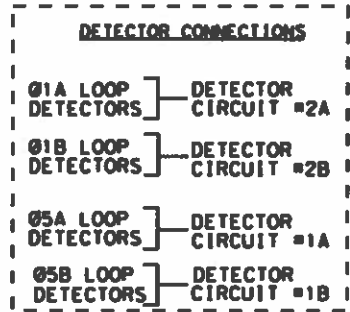 DETECTOR CONNECTIONS
Ø1A LOOP DETECTOR
DETECTORS CIRCUIT #2A
Ø1B LOOP DETECTOR
DETECTORS CIRCUIT #2B
Ø5A LOOP DETECTOR
DETECTORS CIRCUIT #1A
Ø5B LOOP DETECTOR
DETECTORS CIRCUIT #1B